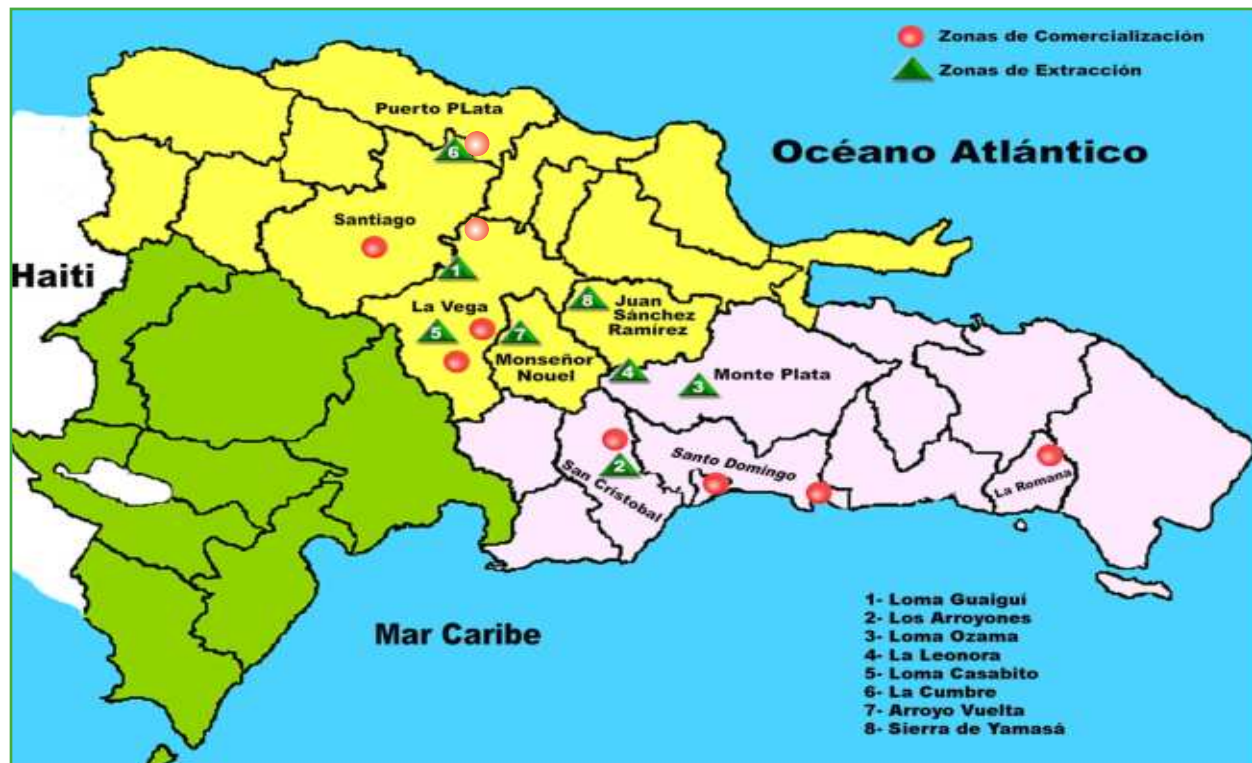 Zonas de Comercialización
Zonas de Extracción
Puerto PLata
6
Océano Atlántico
Santiago
Haiti
1
8
Juan
Sánchez
Ramírez
La Vega
5
7
Monseñor
Nouel
4
3
Monte Plata
2
San Cristobal
Santo Domingo
La Romana
Mar Caribe
1- Loma Guaiguí
2- Los Arroyones
3- Loma Ozama
4- La Leonora
5- Loma Casabito
6- La Cumbre
7- Arroyo Vuelta
8- Sierra de Yamasá